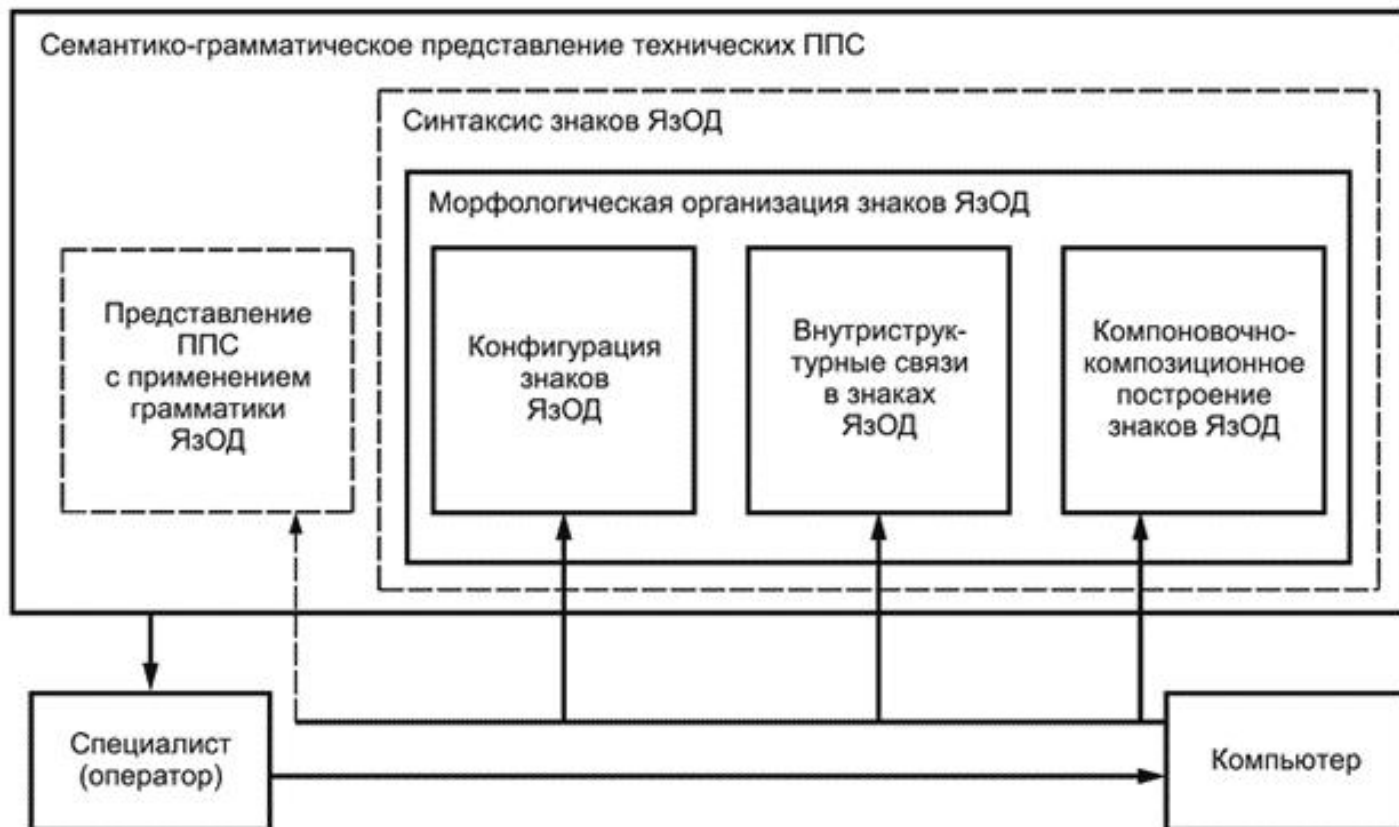 Семантико-грамматическое представление технических ППС
Синтаксис знаков ЯзОД
Морфологическая организация знаков ЯзОД
Представление
ППС
с применением
грамматики
ЯзОД
Конфигурация
знаков
ЯзОД
Внутриструк-
турные связи
в знаках
ЯзОД
Компоновочно-
композиционное
построение
знаков ЯзОД
Специалист
(оператор)
Компьютер